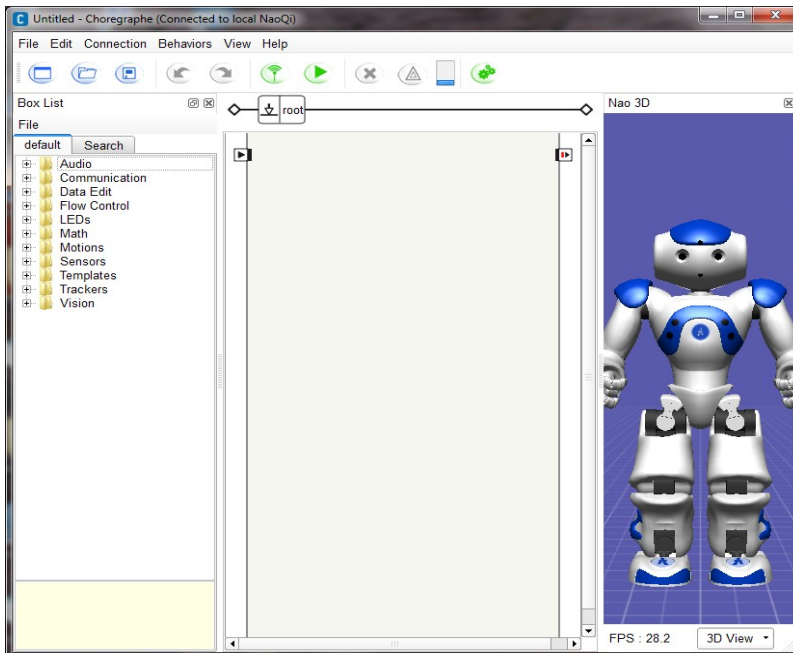 Untitled - Choregraphe (Connected to local NaoQi)
File Edit Connection Behaviors View Help
Box List
File
default Search
Audio
Communication
Data Edit
Flow Control
LEDs
Math
Motions
Sensors
Templates
Trackers
Vision
root
Nao 3D
FPS : 28.2 3D View